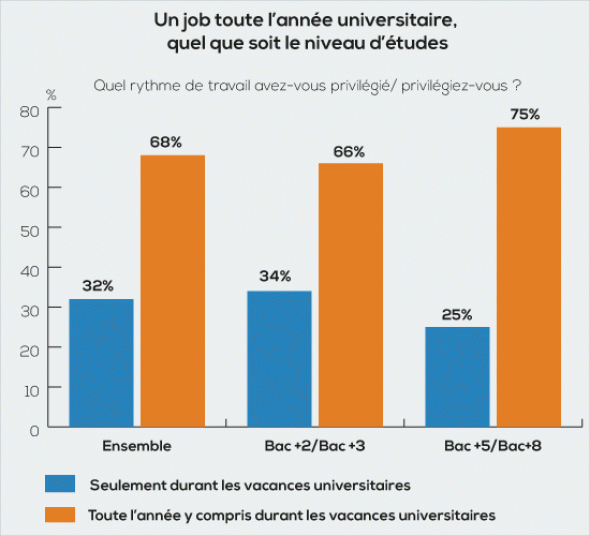 Un job toute l'année universitaire,
quel que soit le niveau d'études
Quel rythme de travail avez-vous privilégié/ privilégiez-vous ?
%
80
70
60
50
40
30
20
10
0
32%
68%
34%
66%
25%
75%
Ensemble
Bac +2/Bac +3
Bac +5/Bac+8
Seulement durant les vacances universitaires
Toute l'année y compris durant les vacances universitaires